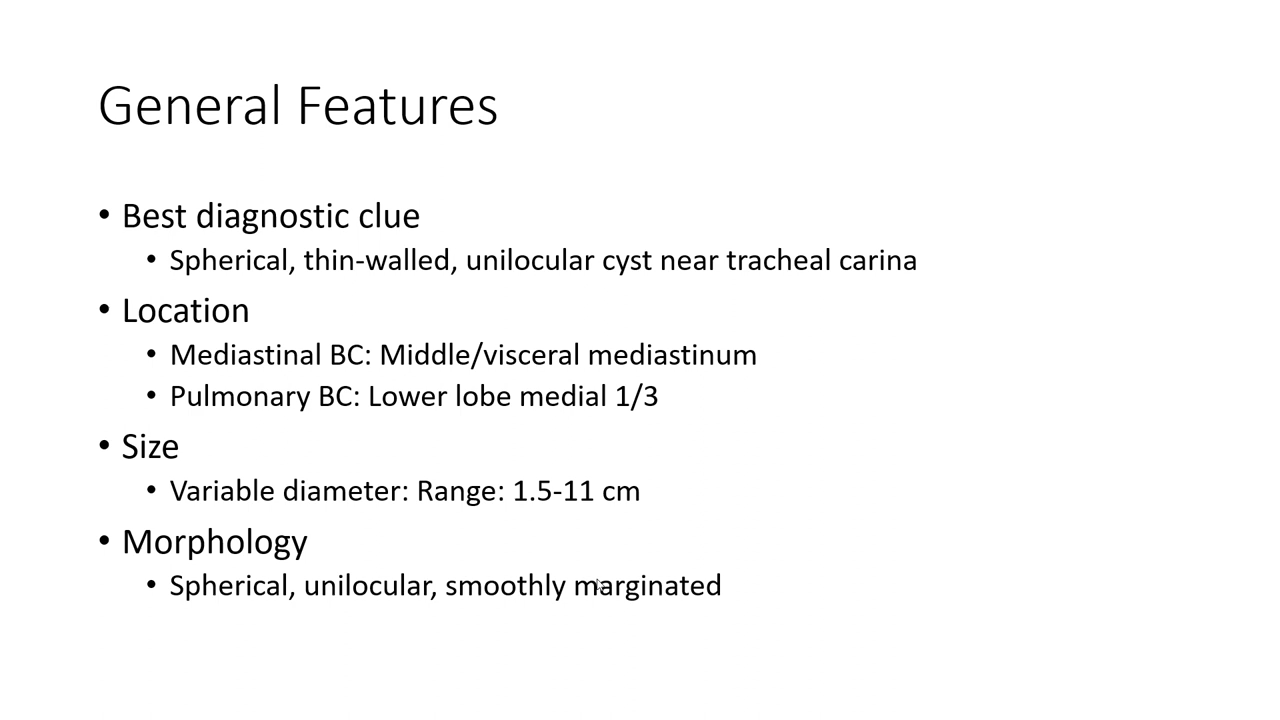 General Features
• Best diagnostic clue
• Spherical, thin-walled, unilocular cyst near tracheal carina
• Location
• Mediastinal BC: Middle/visceral mediastinum
• Pulmonary BC: Lower lobe medial 1/3
• Size
• Variable diameter: Range: 1.5-11 cm
• Morphology
• Spherical, unilocular, smoothly marginated